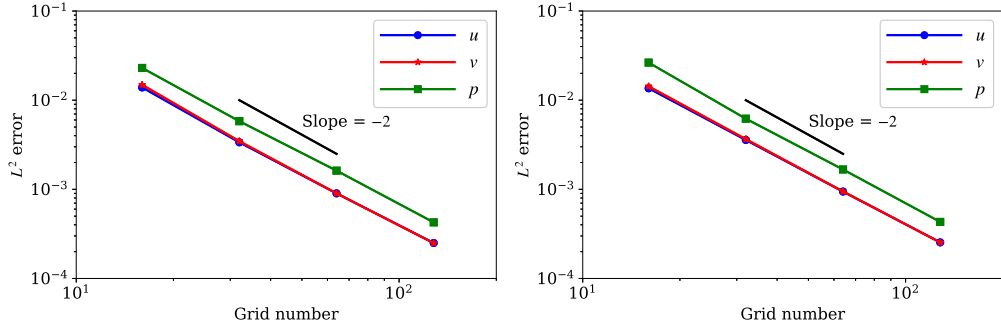 10⁻¹
10⁻²
10⁻³
10⁻⁴
L² error
u
v
p
Slope = −2
10¹
10²
Grid number
10⁻¹
10⁻²
10⁻³
10⁻⁴
L² error
u
v
p
Slope = −2
10¹
10²
Grid number